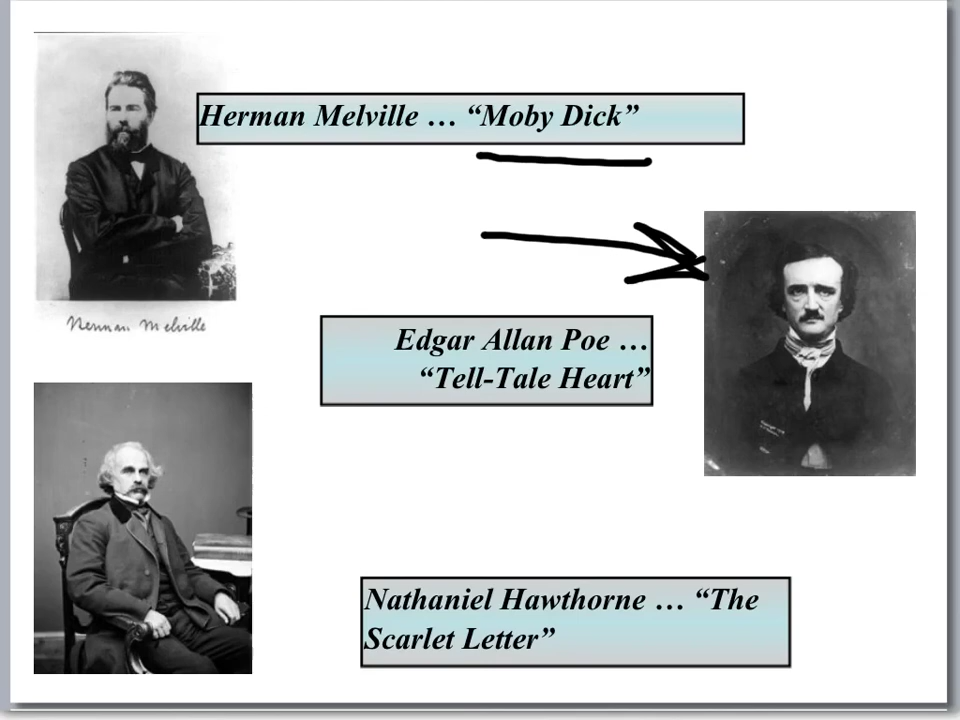 Herman Melville … “Moby Dick”
Herman Melville
Edgar Allan Poe …
“Tell-Tale Heart”
Nathaniel Hawthorne … “The
Scarlet Letter”